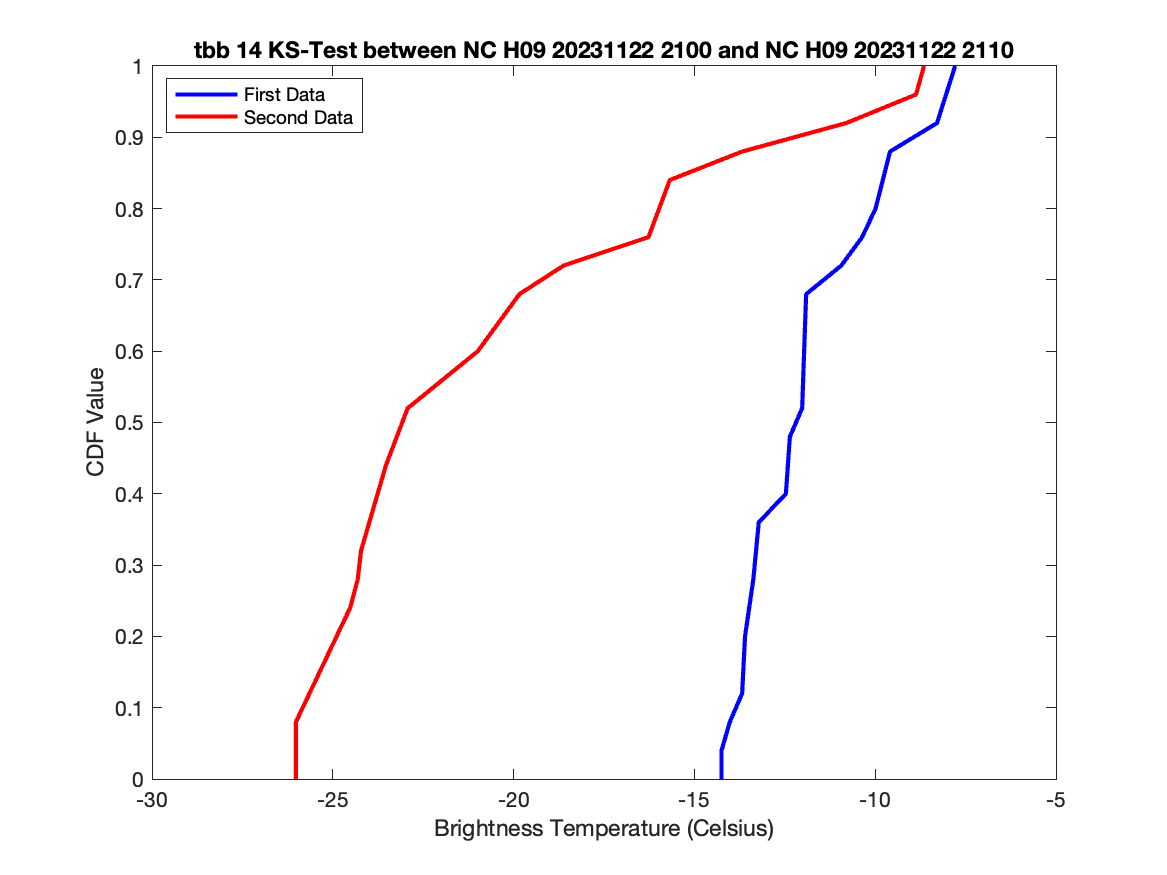 tbb 14 KS-Test between NC H09 20231122 2100 and NC H09 20231122 2110
First Data
Second Data
1
0.9
0.8
0.7
0.6
0.5
0.4
0.3
0.2
0.1
0
CDF Value
-30 -25 -20 -15 -10 -5
Brightness Temperature (Celsius)